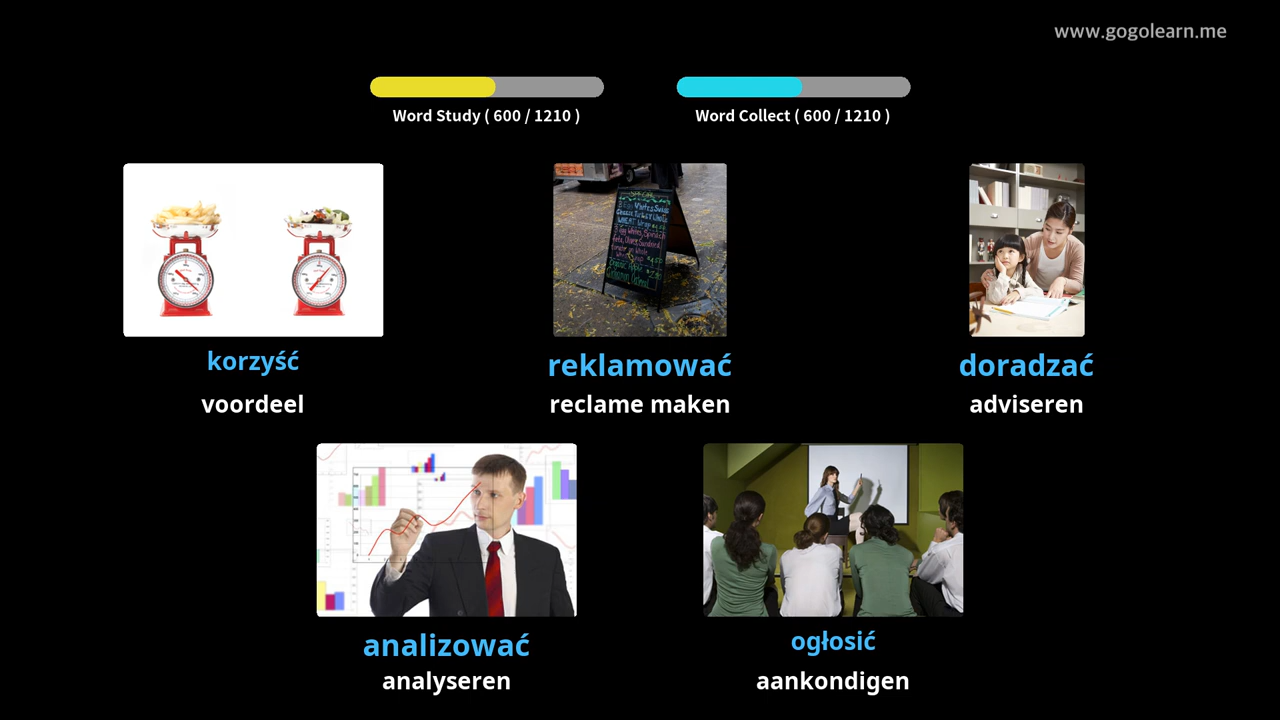 www.gogolearn.me
Word Study ( 600 / 1210 )
Word Collect ( 600 / 1210 )
korzyść
voordeel
reklamować
reclame maken
doradzać
adviseren
analizować
analyseren
ogłosić
aankondigen